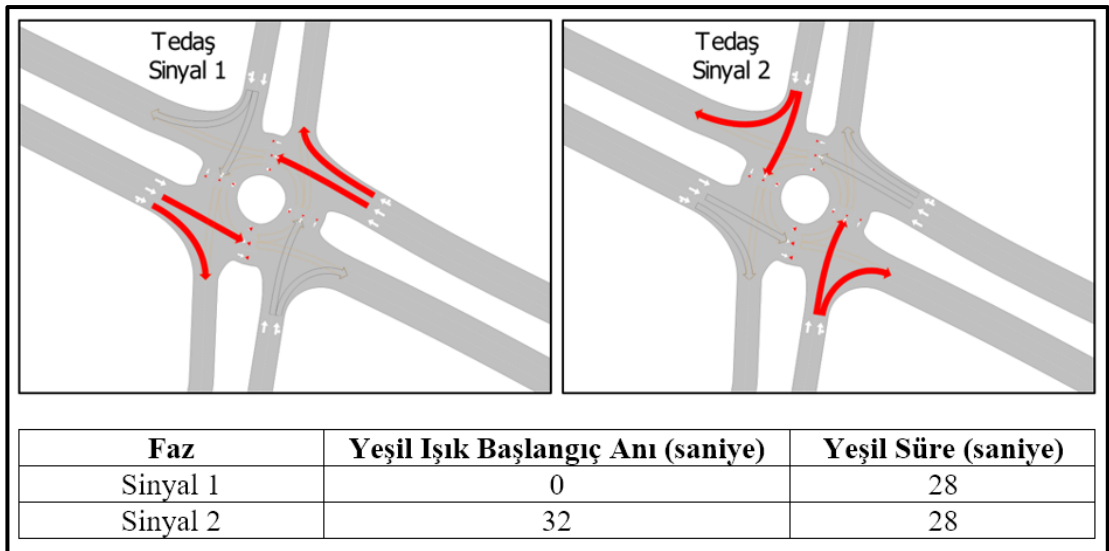 Tedaş
Sinyal 1
Tedaş
Sinyal 2
Faz Yeşil Işık Başlangıç Anı (saniye) Yeşil Süre (saniye)
Sinyal 1 0 28
Sinyal 2 32 28